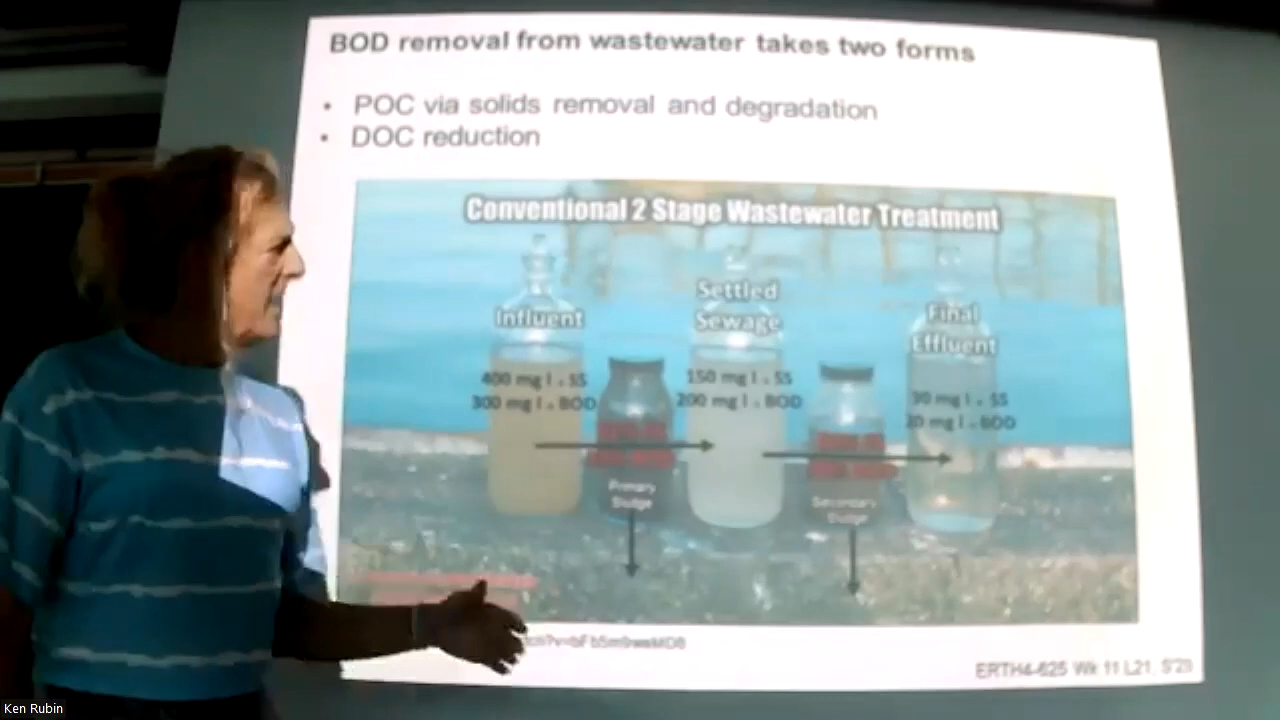 BOD removal from wastewater takes two forms
• POC via solids removal and degradation
• DOC reduction
Conventional 2 Stage Wastewater Treatment
Influent
400 mg l . SS
300 mg l . BOD
Primary
Sludge
Settled
Sewage
150 mg l . SS
200 mg l . BOD
Secondary
Sludge
Final
Effluent
mg l . SS
20 mg l . BOD
ERTH4-625 Wk 11 L21,
Ken Rubin